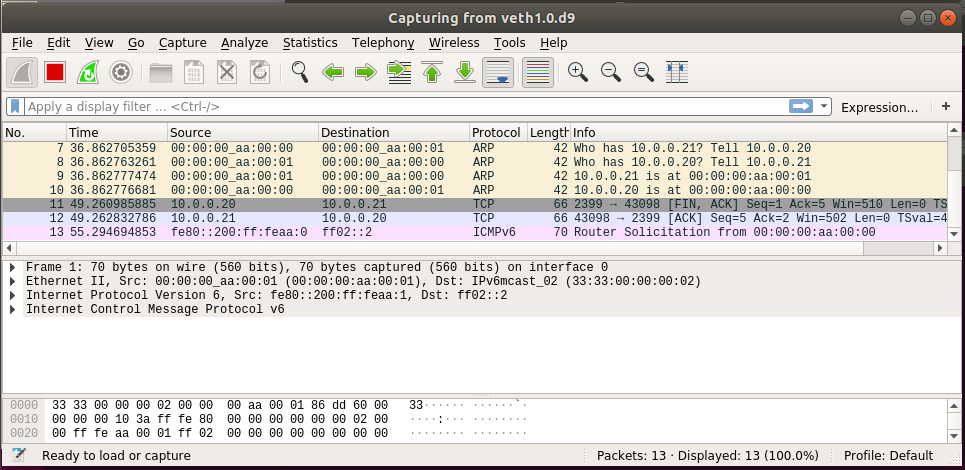 Capturing from veth1.0.d9
File Edit View Go Capture Analyze Statistics Telephony Wireless Tools Help
Apply a display filter ... <Ctrl-/> Expression... +
No. Time Source Destination Protocol Length Info
7 36.862705359 00:00:00_aa:00:00 00:00:00_aa:00:01 ARP 42 Who has 10.0.0.21? Tell 10.0.0.20
8 36.862763261 00:00:00_aa:00:01 00:00:00_aa:00:00 ARP 42 Who has 10.0.0.20? Tell 10.0.0.21
9 36.862777474 00:00:00_aa:00:01 00:00:00_aa:00:00 ARP 42 10.0.0.21 is at 00:00:00:aa:00:01
10 36.862776681 00:00:00_aa:00:00 00:00:00_aa:00:01 ARP 42 10.0.0.20 is at 00:00:00:aa:00:00
11 49.260985885 10.0.0.20 10.0.0.21 TCP 66 2399 → 43098 [FIN, ACK] Seq=1 Ack=5 Win=510 Len=0 TS
12 49.262832786 10.0.0.21 10.0.0.20 TCP 66 43098 → 2399 [ACK] Seq=5 Ack=2 Win=502 Len=0 TSval=4
13 55.294694853 fe80::200:ff:feaa:0 ff02::2 ICMPv6 70 Router Solicitation from 00:00:00:aa:00:00
Frame 1: 70 bytes on wire (560 bits), 70 bytes captured (560 bits) on interface 0
Ethernet II, Src: 00:00:00_aa:00:01 (00:00:00:aa:00:01), Dst: IPv6mcast_02 (33:33:00:00:00:02)
Internet Protocol Version 6, Src: fe80::200:ff:feaa:1, Dst: ff02::2
Internet Control Message Protocol v6
0000 33 33 00 00 00 02 00 00 00 aa 00 01 86 dd 60 00 33······ ······`·
0010 00 00 00 10 3a ff fe 80 00 00 00 00 00 00 02 00 ····:··· ········
0020 00 ff fe aa 00 01 ff 02 00 00 00 00 00 00 00 00 ········ ········
Ready to load or capture Packets: 13 · Displayed: 13 (100.0%) Profile: Default